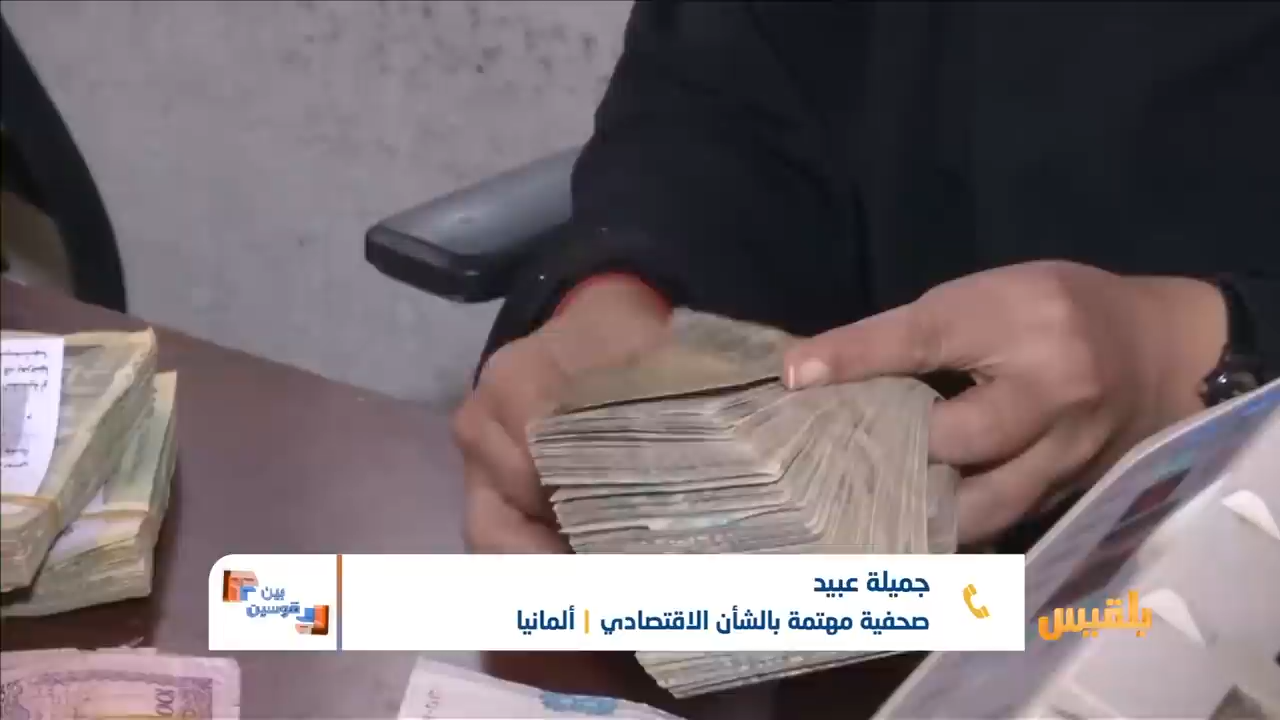 جميلة عبيد
صحفية مهتمة بالشأن الاقتصادي | ألمانيا
بين
قوسين
بلقيس